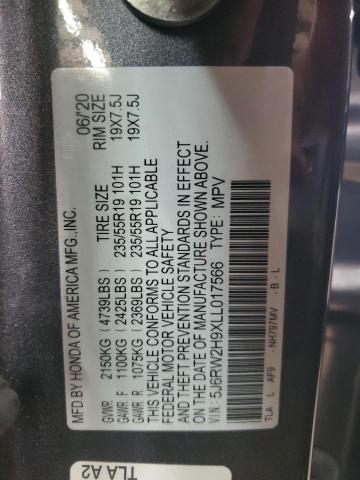 MFD. BY HONDA OF AMERICA MFG., INC. 06/'20
TIRE SIZE RIM SIZE
GVWR: 2150KG (4739LBS)
GAWR F 1100KG (2425LBS) 235/55R19 101H 19X7.5J
GAWR R 1075KG (2369LBS) 235/55R19 101H 19X7.5J
THIS VEHICLE CONFORMS TO ALL APPLICABLE
FEDERAL MOTOR VEHICLE SAFETY
AND THEFT PREVENTION STANDARDS IN EFFECT
ON THE DATE OF MANUFACTURE SHOWN ABOVE.
V.I.N: 5J6RW2H9XLL017566 TYPE: MPV
TLA L AF9 - NH797MV - B - L
TLA A2